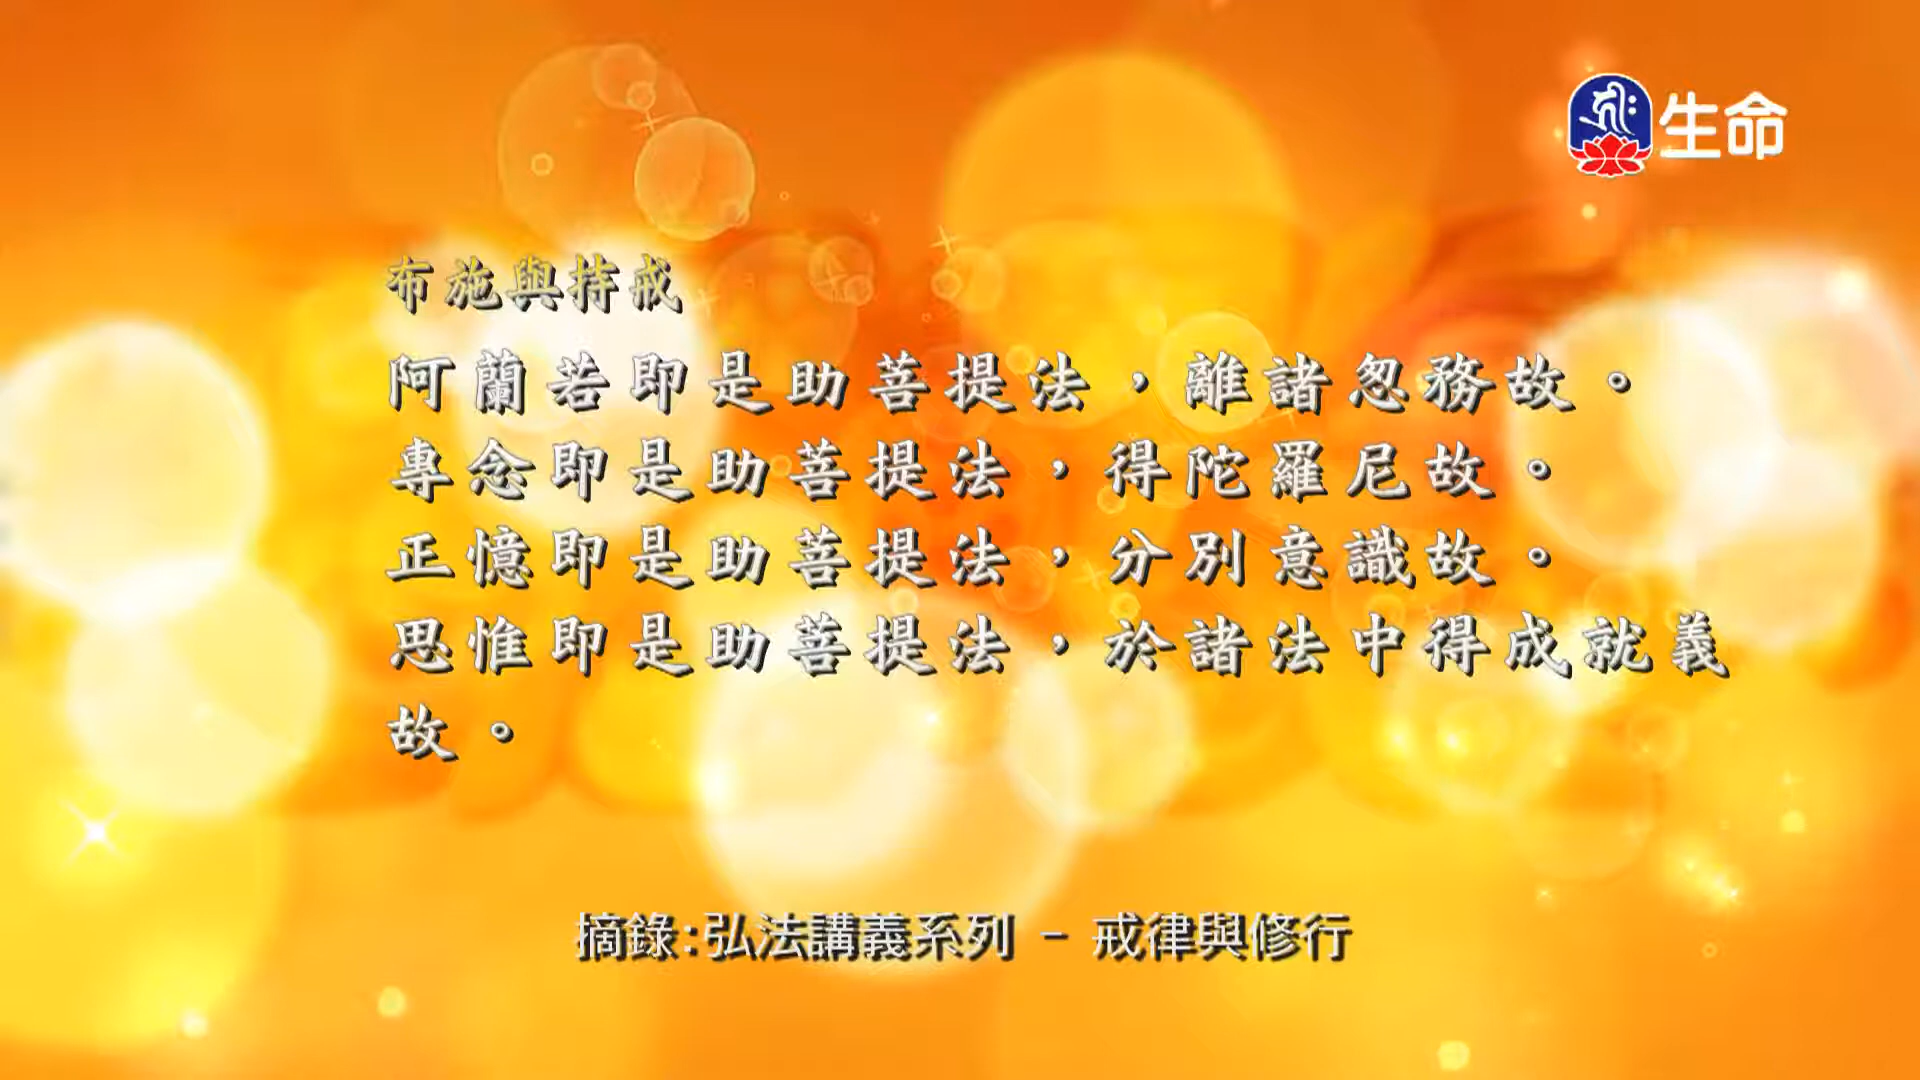 生命
布施與持戒
阿蘭若即是助菩提法，離諸忽務故。
專念即是助菩提法，得陀羅尼故。
正憶即是助菩提法，分別意識故。
思惟即是助菩提法，於諸法中得成就義
故。
摘錄:弘法講義系列 - 戒律與修行